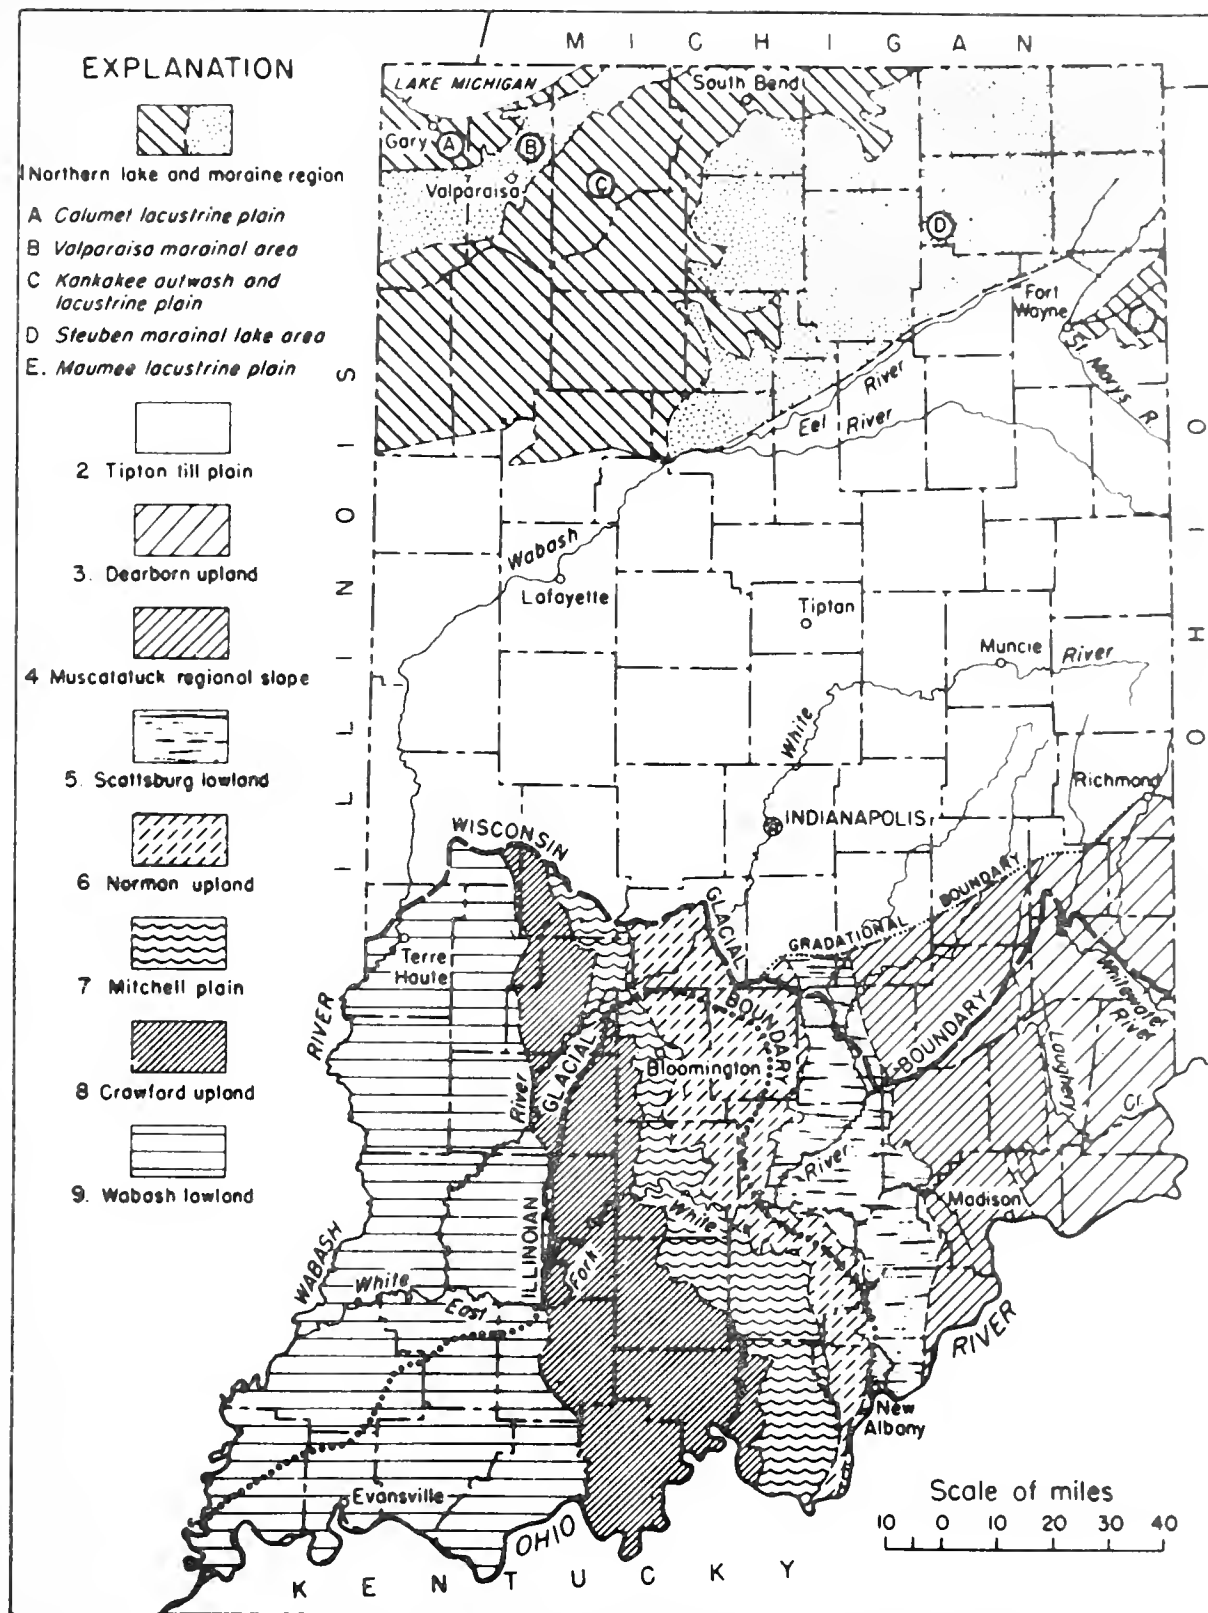 EXPLANATION
1 Northern lake and moraine region
A Calumet lacustrine plain
B Valparaiso morainal area
C Kankakee outwash and
lacustrine plain
D Steuben morainal lake area
E. Maumee lacustrine plain
2 Tipton till plain
3. Dearborn upland
4 Muscatatuck regional slope
5. Scottsburg lowland
6 Norman upland
7 Mitchell plain
8 Crawford upland
9. Wabash lowland
MICHIGAN
LAKE MICHIGAN
South Bend
Gary
A
B
Valparaiso
C
D
Fort
Wayne
St Marys R.
River
Eel River
ILLINOIS
OHIO
Wabash
Lafayette
Tipton
Muncie
River
White
Richmond
INDIANAPOLIS
WISCONSIN
GLACIAL
BOUNDARY
GRADATIONAL
BOUNDARY
BOUNDARY
Terre
Haute
RIVER
WABASH
River
GLACIAL
ILLINOIAN
Bloomington
Whitewater
River
Laughery
Cr.
River
Madison
White
Fork
White
East
RIVER
New
Albany
Evansville
OHIO
KENTUCKY
Scale of miles
10 0 10 20 30 40